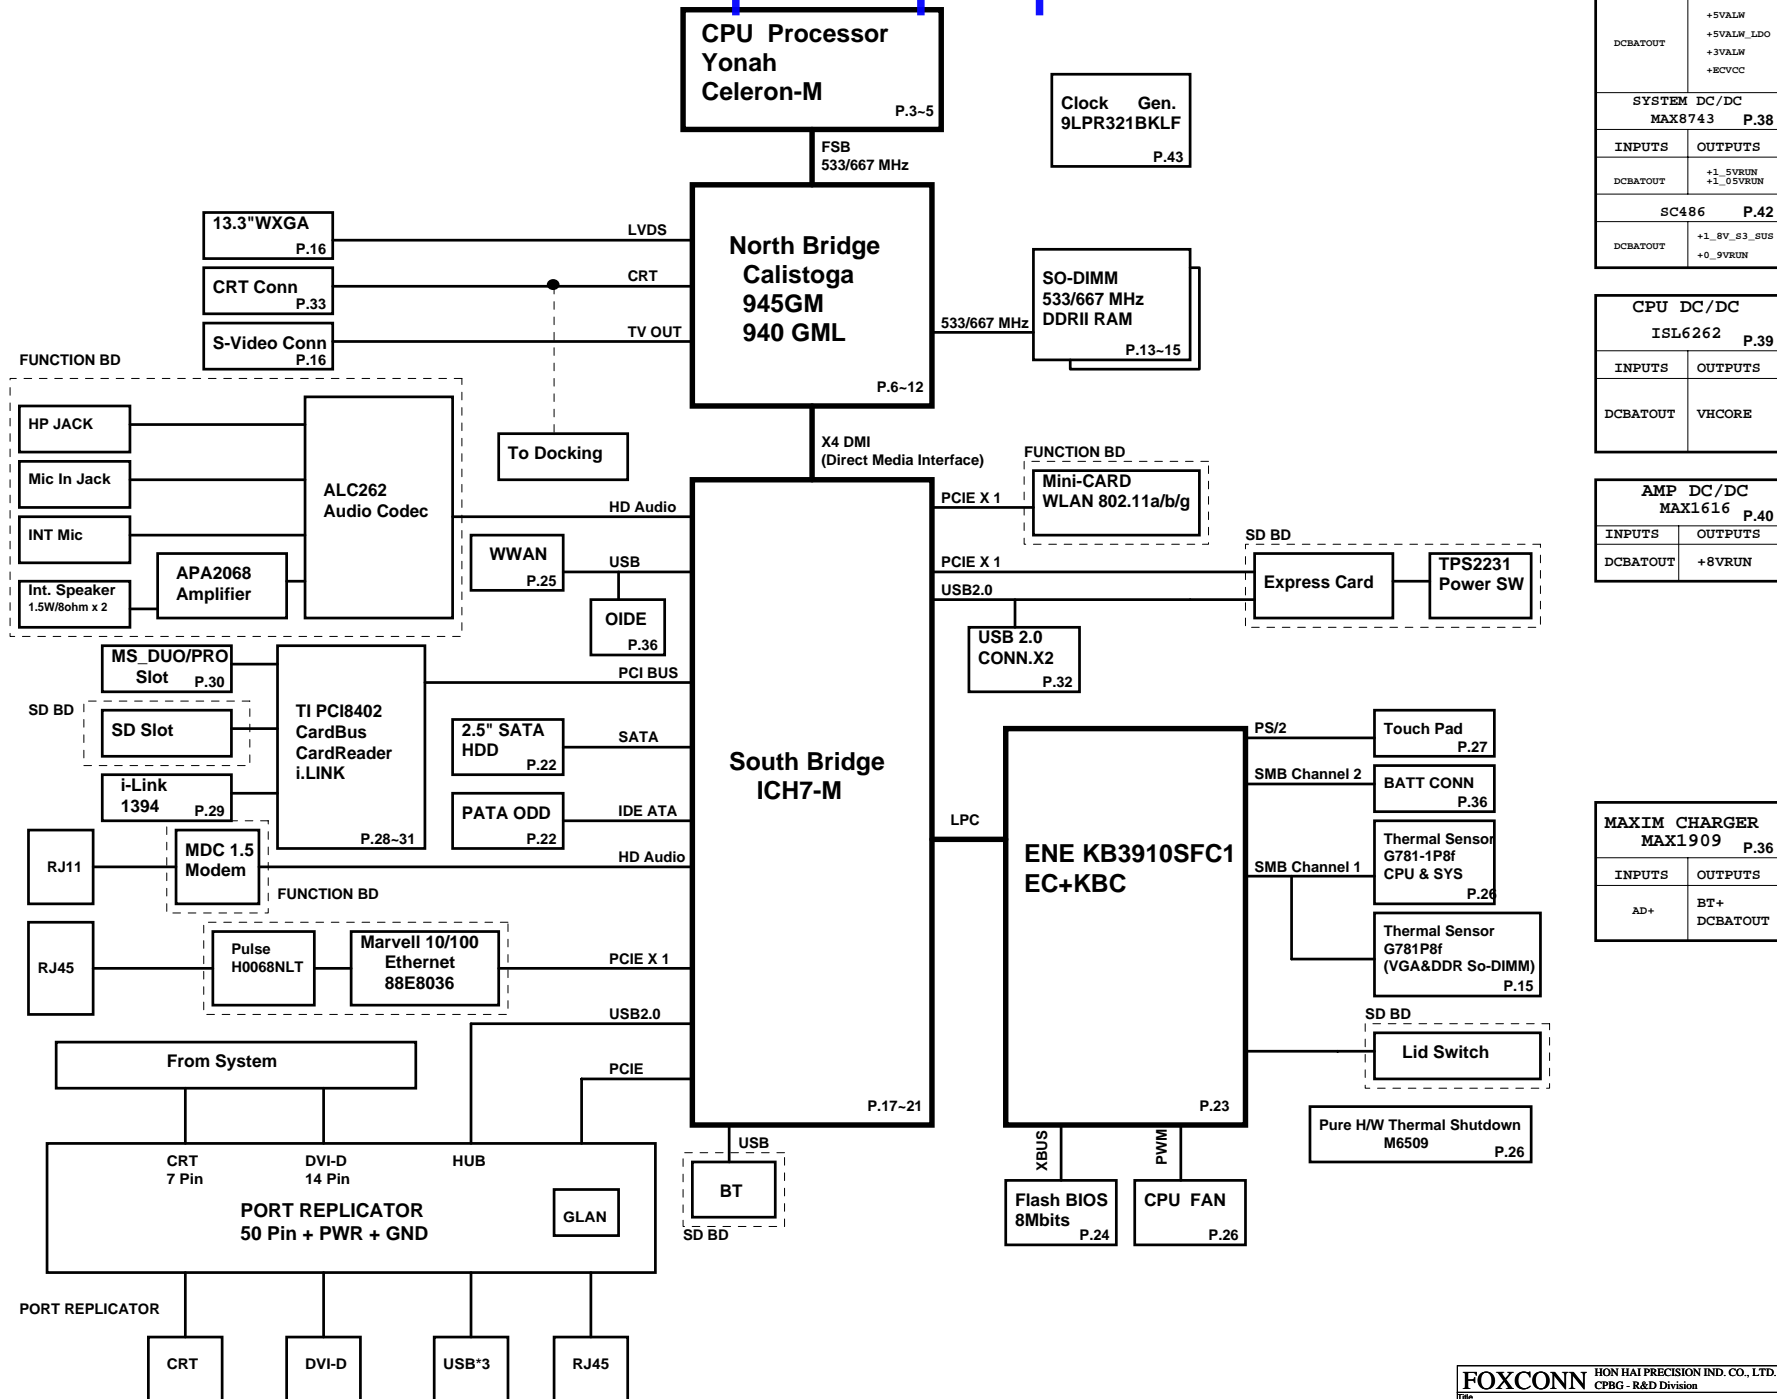 CPU Processor
Yonah
Celeron-M
P.3~5
Clock Gen.
9LPR321BKLF
P.43
FSB
533/667 MHz
13.3"WXGA
P.16
LVDS
CRT Conn
P.33
CRT
S-Video Conn
P.16
TV OUT
North Bridge
Calistoga
945GM
940 GML
P.6~12
533/667 MHz
SO-DIMM
533/667 MHz
DDRII RAM
P.13~15
FUNCTION BD
HP JACK
Mic In Jack
INT Mic
Int. Speaker
1.5W/8ohm x 2
APA2068
Amplifier
ALC262
Audio Codec
To Docking
X4 DMI
(Direct Media Interface)
HD Audio
WWAN
P.25
USB
OIDE
P.36
FUNCTION BD
PCIE X 1
Mini-CARD
WLAN 802.11a/b/g
SD BD
PCIE X 1
USB2.0
Express Card
TPS2231
Power SW
USB 2.0
CONN.X2
P.32
MS_DUO/PRO
Slot
P.30
SD BD
SD Slot
i-Link
1394
P.29
TI PCI8402
CardBus
CardReader
i.LINK
P.28~31
PCI BUS
2.5" SATA
HDD
P.22
SATA
PATA ODD
P.22
IDE ATA
South Bridge
ICH7-M
P.17~21
RJ11
MDC 1.5
Modem
HD Audio
FUNCTION BD
RJ45
Pulse
H0068NLT
Marvell 10/100
Ethernet
88E8036
PCIE X 1
USB2.0
PCIE
LPC
ENE KB3910SFC1
EC+KBC
P.23
PS/2
Touch Pad
P.27
SMB Channel 2
BATT CONN
P.36
SMB Channel 1
Thermal Sensor
G781-1P8f
CPU & SYS
P.26
Thermal Sensor
G781P8f
(VGA&DDR So-DIMM)
P.15
SD BD
Lid Switch
Pure H/W Thermal Shutdown
M6509
P.26
XBUS
PWM
Flash BIOS
8Mbits
P.24
CPU FAN
P.26
USB
BT
SD BD
From System
CRT
7 Pin
DVI-D
14 Pin
HUB
PORT REPLICATOR
50 Pin + PWR + GND
GLAN
PORT REPLICATOR
CRT
DVI-D
USB*3
RJ45
DCBATOUT
+5VALW
+5VALW_LDO
+3VALW
+ECVCC
SYSTEM DC/DC
MAX8743 P.38
INPUTS OUTPUTS
DCBATOUT
+1_5VRUN
+1_05VRUN
SC486 P.42
DCBATOUT
+1_8V_S3_SUS
+0_9VRUN
CPU DC/DC
ISL6262 P.39
INPUTS OUTPUTS
DCBATOUT VHCORE
AMP DC/DC
MAX1616 P.40
INPUTS OUTPUTS
DCBATOUT +8VRUN
MAXIM CHARGER
MAX1909 P.36
INPUTS OUTPUTS
AD+
BT+
DCBATOUT
FOXCONN HON HAI PRECISION IND. CO., LTD.
CPBG - R&D Division
Title